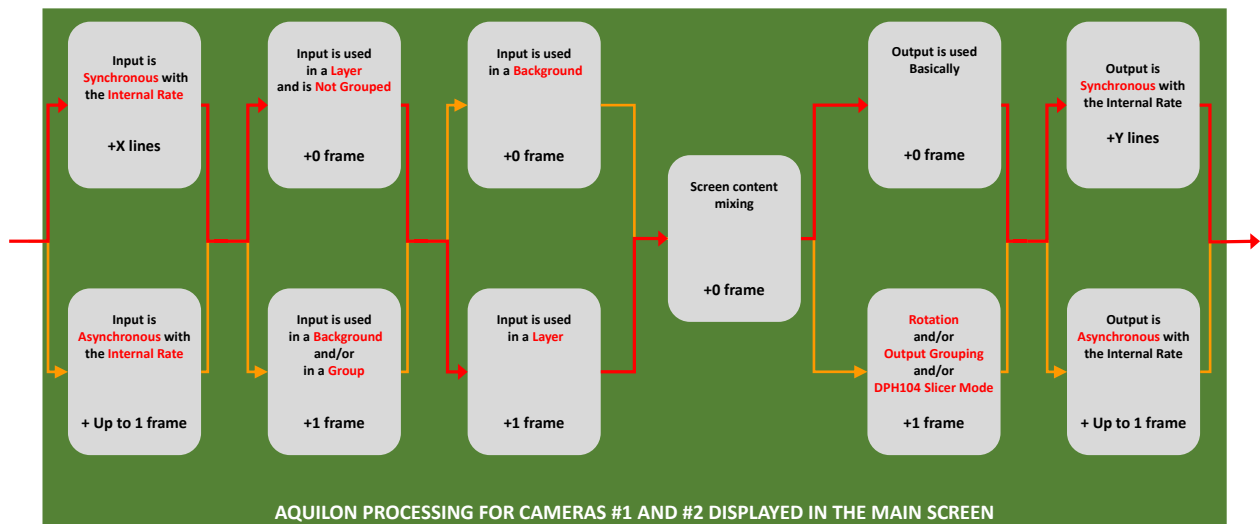 Input is
Synchronous with
the Internal Rate
+X lines
Input is used
in a Layer
and is Not Grouped
+0 frame
Input is used
in a Background
+0 frame
Output is used
Basically
+0 frame
Output is
Synchronous with
the Internal Rate
+Y lines
Screen content
mixing
+0 frame
Input is
Asynchronous with
the Internal Rate
+ Up to 1 frame
Input is used
in a Background
and/or
in a Group
+1 frame
Input is used
in a Layer
+1 frame
Rotation
and/or
Output Grouping
and/or
DPH104 Slicer Mode
+1 frame
Output is
Asynchronous with
the Internal Rate
+ Up to 1 frame
AQUILON PROCESSING FOR CAMERAS #1 AND #2 DISPLAYED IN THE MAIN SCREEN